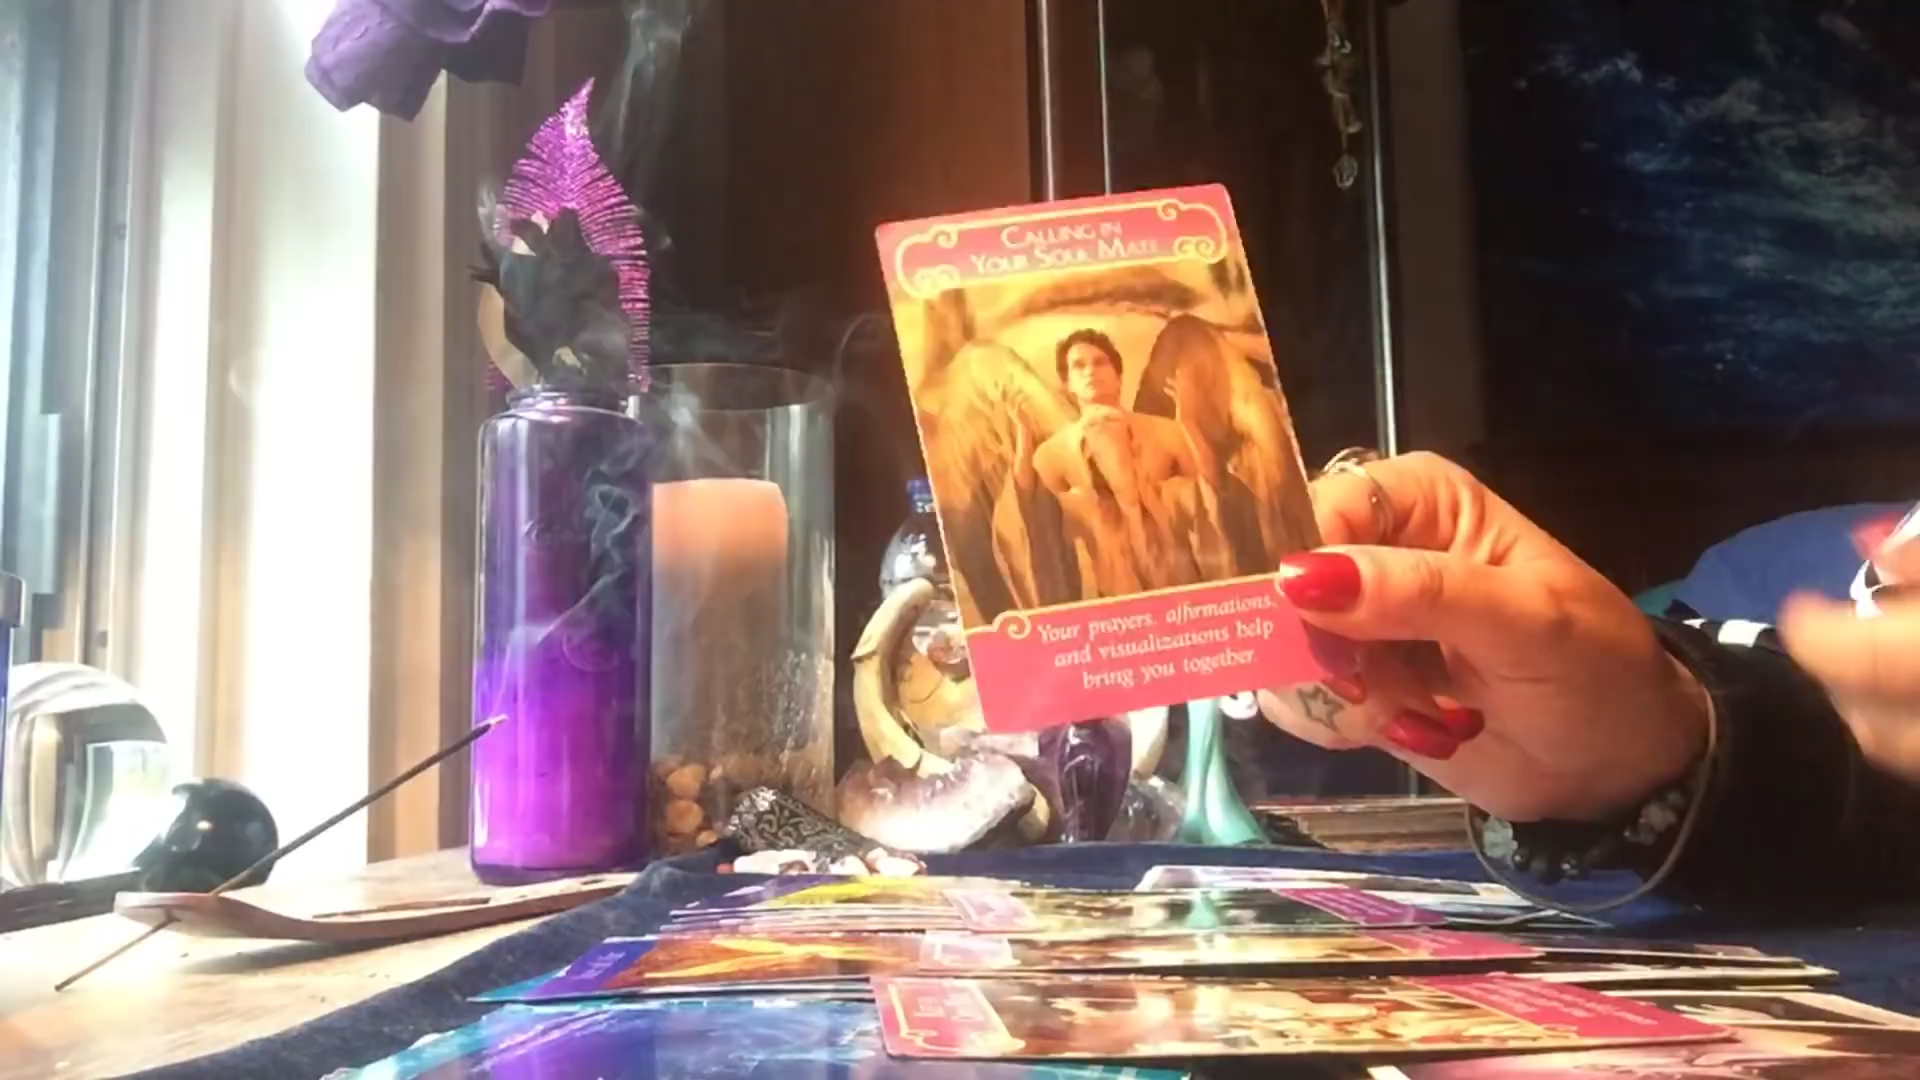 CALLING IN
YOUR SOUL MATE
Your prayers, affirmations,
and visualizations help
bring you together